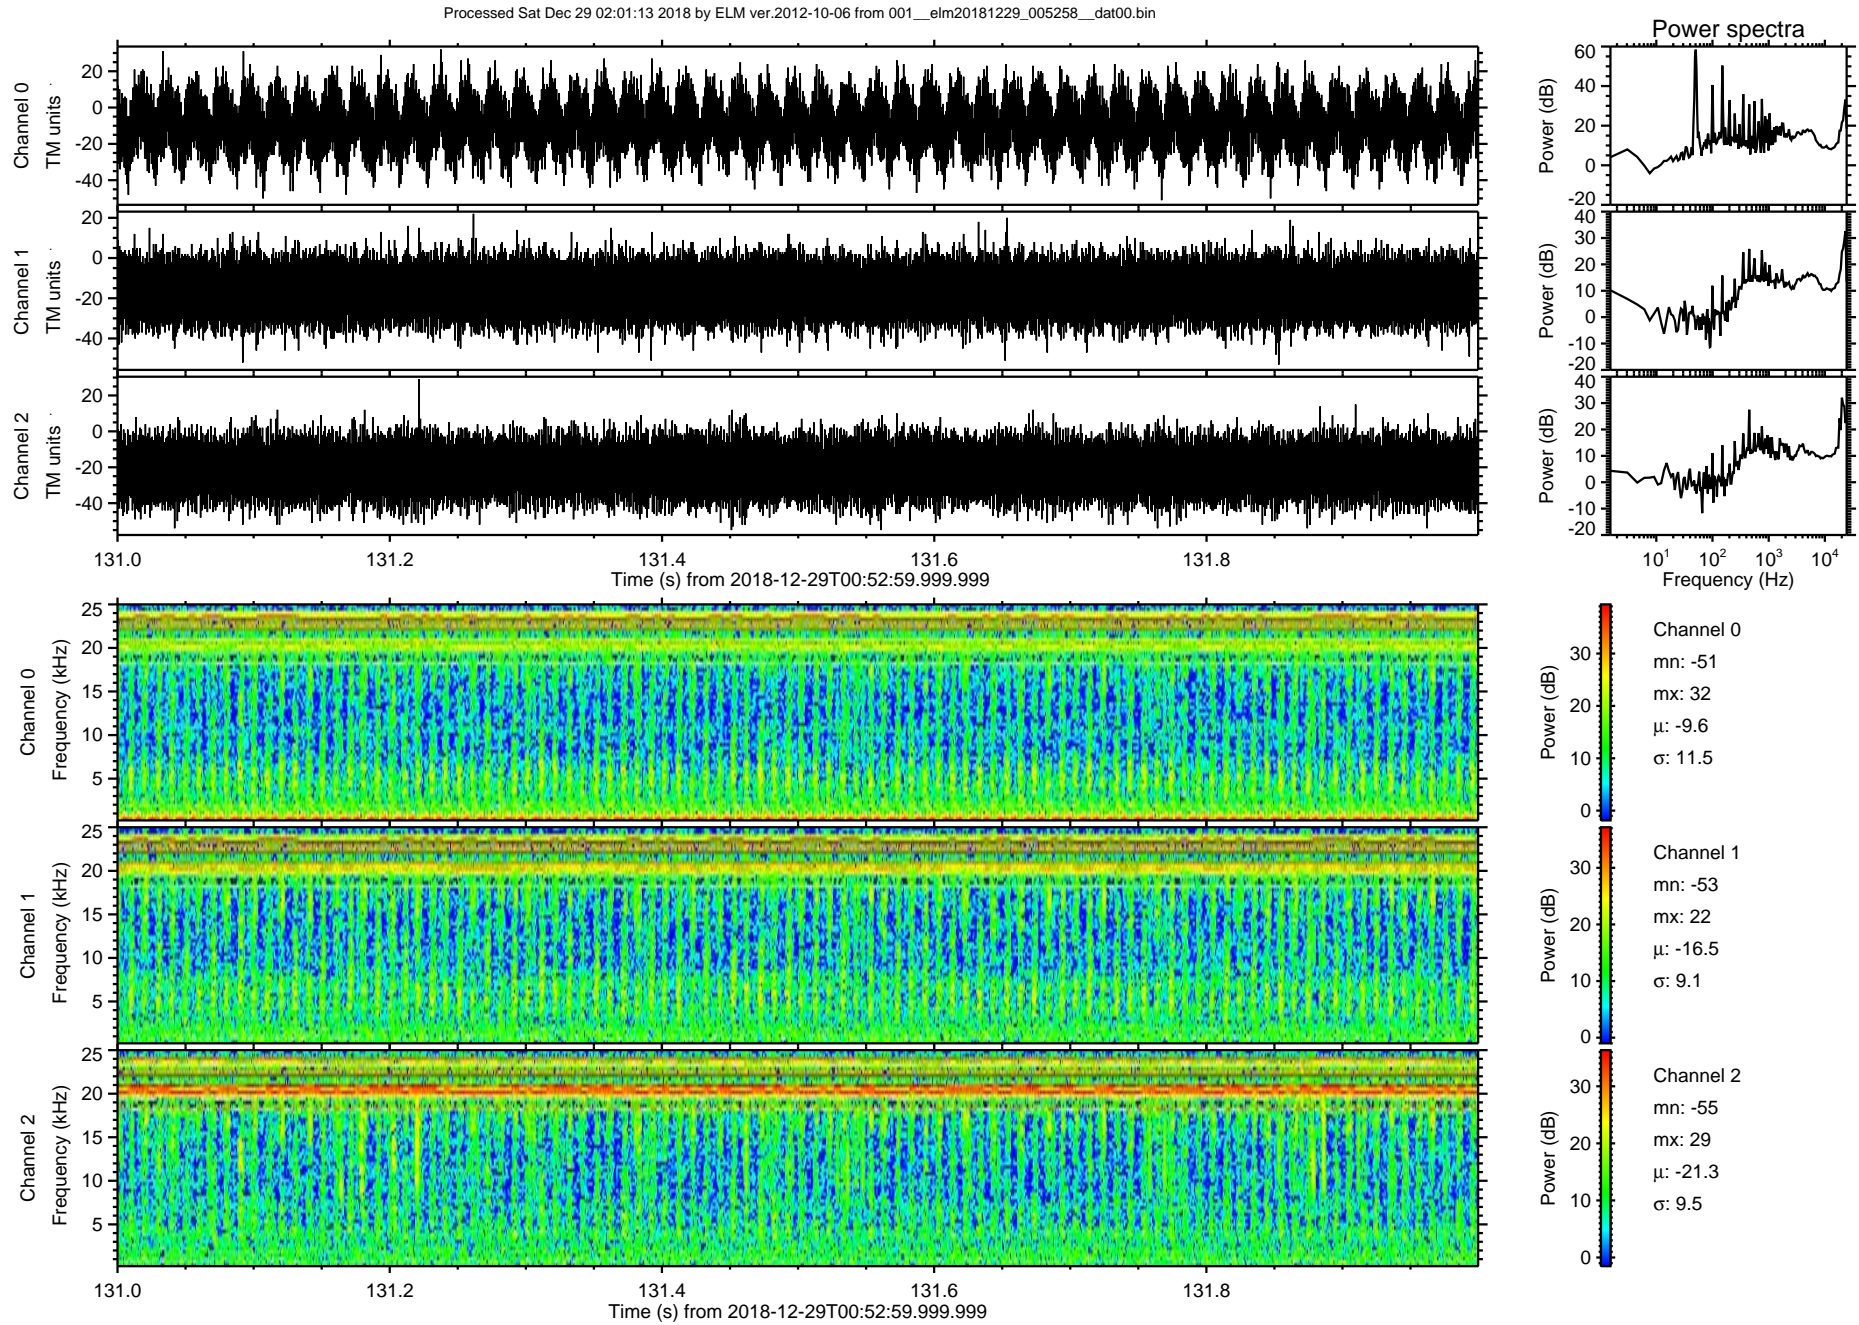 Processed Sat Dec 29 02:01:13 2018 by ELM ver.2012-10-06 from 001__elm20181229_005258__dat00.bin
Power spectra
Channel 0
TM units
20
0
-20
-40
Power (dB)
60
40
20
0
-20
Channel 1
TM units
20
0
-20
-40
Power (dB)
40
30
20
10
0
-10
-20
Channel 2
TM units
20
0
-20
-40
Power (dB)
40
30
20
10
0
-10
-20
131.0 131.2 131.4 131.6 131.8
Time (s) from 2018-12-29T00:52:59.999.999
10¹ 10² 10³ 10⁴
Frequency (Hz)
Channel 0
Frequency (kHz)
25
20
15
10
5
Power (dB)
30
20
10
0
Channel 0
mn: -51
mx: 32
µ: -9.6
σ: 11.5
Channel 1
Frequency (kHz)
25
20
15
10
5
Power (dB)
30
20
10
0
Channel 1
mn: -53
mx: 22
µ: -16.5
σ: 9.1
Channel 2
Frequency (kHz)
25
20
15
10
5
Power (dB)
30
20
10
0
Channel 2
mn: -55
mx: 29
µ: -21.3
σ: 9.5
131.0 131.2 131.4 131.6 131.8
Time (s) from 2018-12-29T00:52:59.999.999